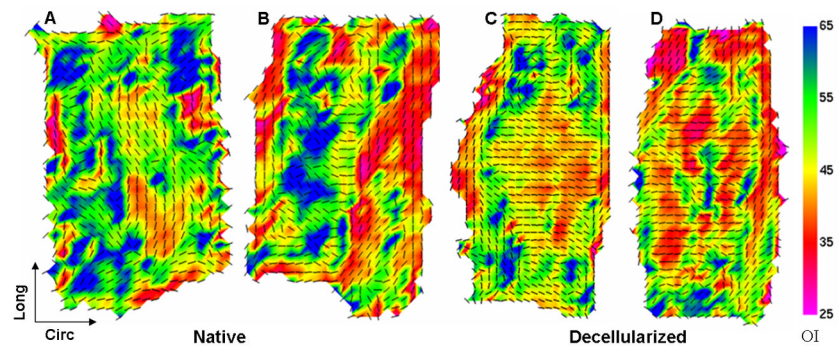 A
B
C
D
65
55
45
35
25
OI
Long
Circ
Native
Decellularized